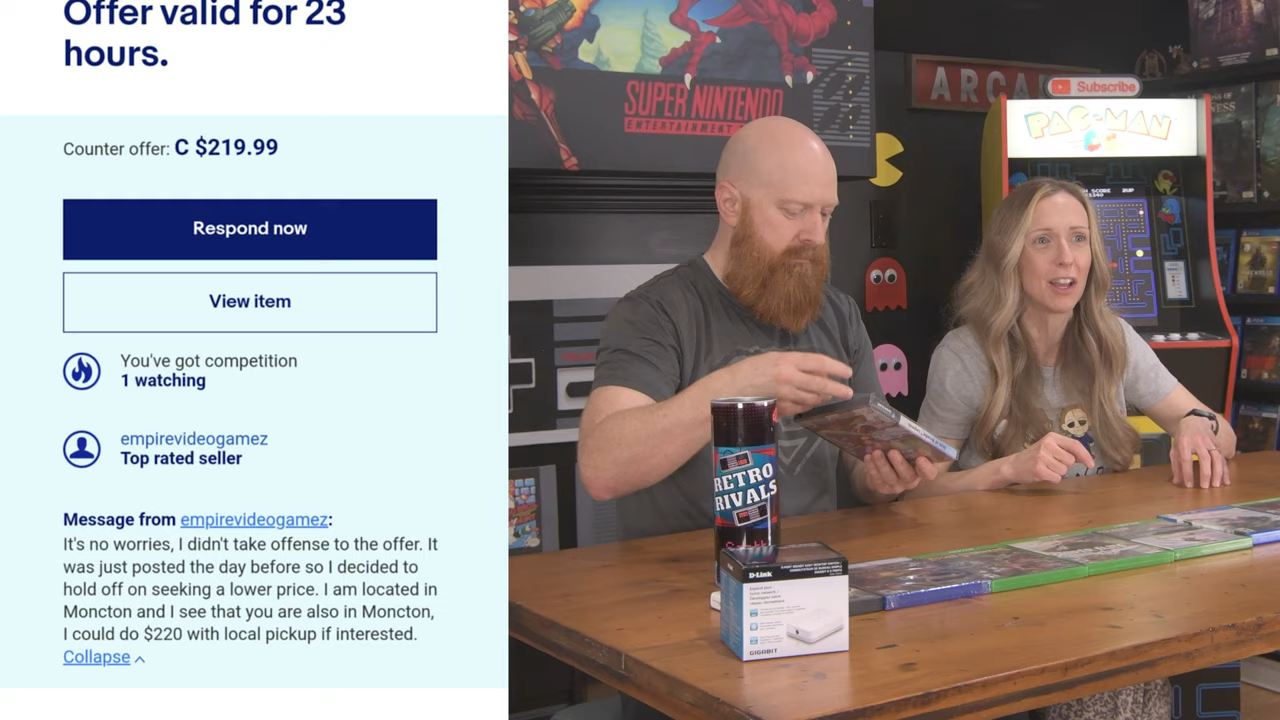 Offer valid for 23
hours.
Counter offer: C $219.99
Respond now
View item
You've got competition
1 watching
empirevideogamez
Top rated seller
Message from empirevideogamez:
It's no worries, I didn't take offense to the offer. It
was just posted the day before so I decided to
hold off on seeking a lower price. I am located in
Moncton and I see that you are also in Moncton,
I could do $220 with local pickup if interested.
Collapse
SUPER NINTENDO
ENTERTAINMENT
ARCA
Subscribe
PAC-MAN
SCORE
2UP
RETRO
RIVALS
D-Link
GIGABIT